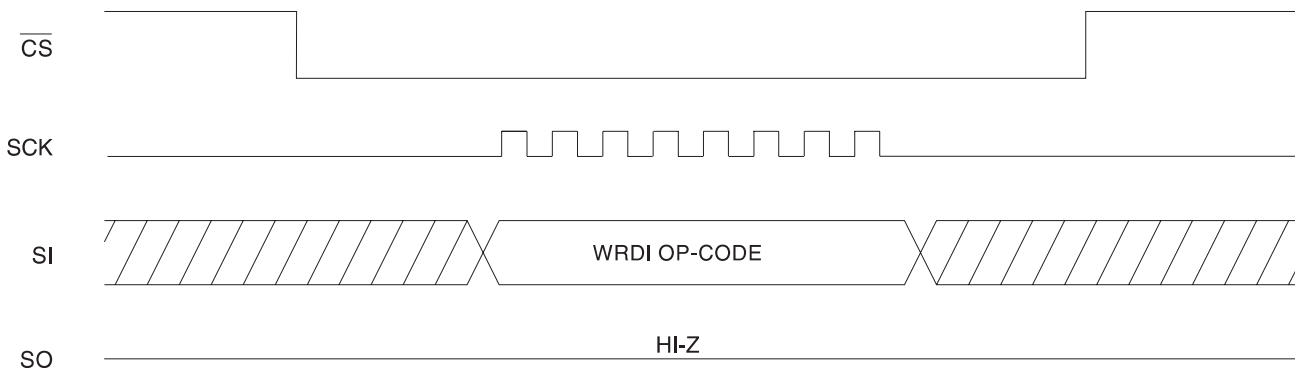 CS
SCK
SI
WRDI OP-CODE
SO
HI-Z